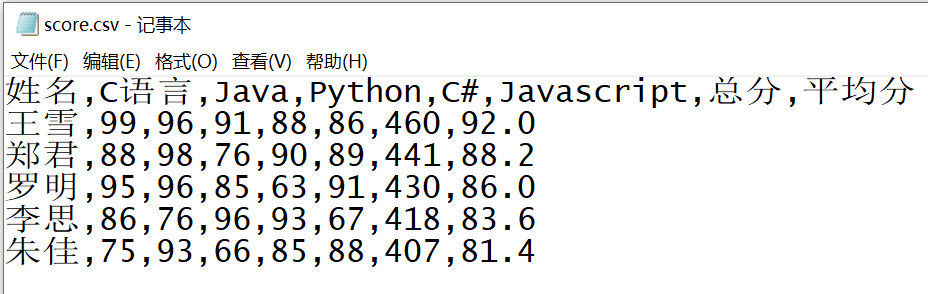 score.csv - 记事本
文件(F) 编辑(E) 格式(O) 查看(V) 帮助(H)
姓名,C语言,Java,Python,C#,Javascript,总分,平均分
王雪,99,96,91,88,86,460,92.0
郑君,88,98,76,90,89,441,88.2
罗明,95,96,85,63,91,430,86.0
李思,86,76,96,93,67,418,83.6
朱佳,75,93,66,85,88,407,81.4